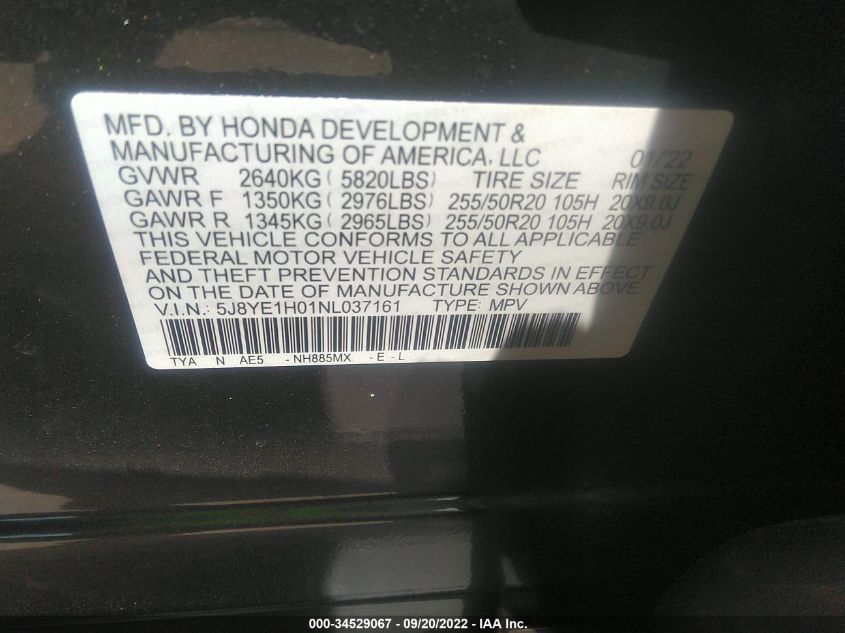 MFD. BY HONDA DEVELOPMENT &
MANUFACTURING OF AMERICA, LLC 01/22
GVWR 2640KG ( 5820LBS ) TIRE SIZE RIM SIZE
GAWR F 1350KG ( 2976LBS ) 255/50R20 105H 20X9.0J
GAWR R 1345KG ( 2965LBS ) 255/50R20 105H 20X9.0J
THIS VEHICLE CONFORMS TO ALL APPLICABLE
FEDERAL MOTOR VEHICLE SAFETY
AND THEFT PREVENTION STANDARDS IN EFFECT
ON THE DATE OF MANUFACTURE SHOWN ABOVE.
V.I.N.: 5J8YE1H01NL037161 TYPE: MPV
TYA N AE5 - NH885MX - E - L
000-34529067 - 09/20/2022 - IAA Inc.